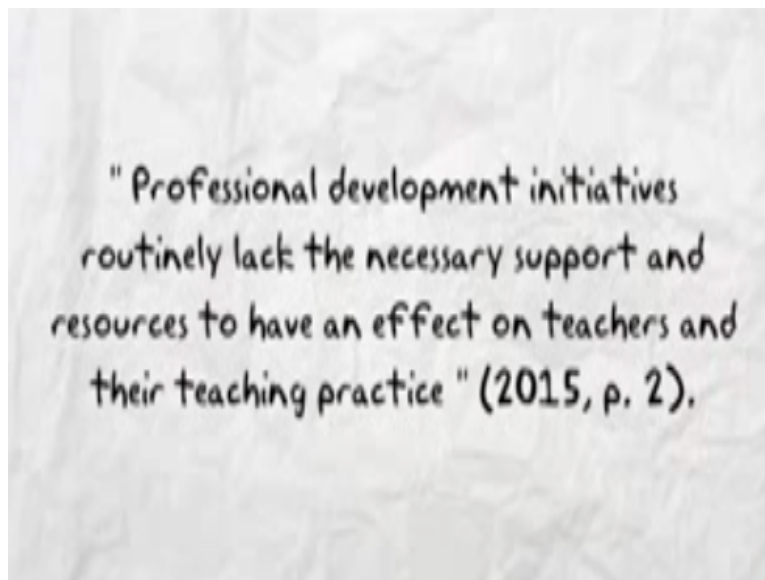 " Professional development initiatives
routinely lack the necessary support and
resources to have an effect on teachers and
their teaching practice " (2015, p. 2).